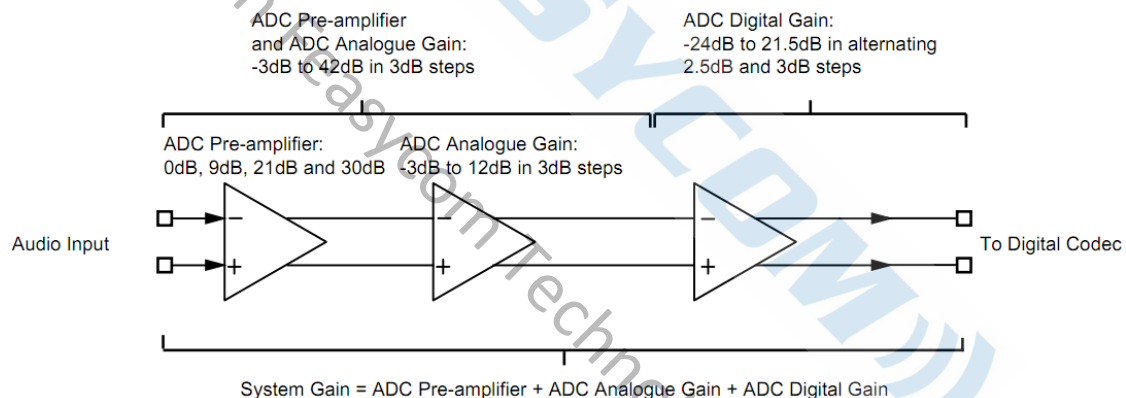 ADC Pre-amplifier
and ADC Analogue Gain:
-3dB to 42dB in 3dB steps
ADC Digital Gain:
-24dB to 21.5dB in alternating
2.5dB and 3dB steps
ADC Pre-amplifier:
0dB, 9dB, 21dB and 30dB
ADC Analogue Gain:
-3dB to 12dB in 3dB steps
Audio Input
− − −
+ + +
To Digital Codec
System Gain = ADC Pre-amplifier + ADC Analogue Gain + ADC Digital Gain
Feasycom
SYCOM